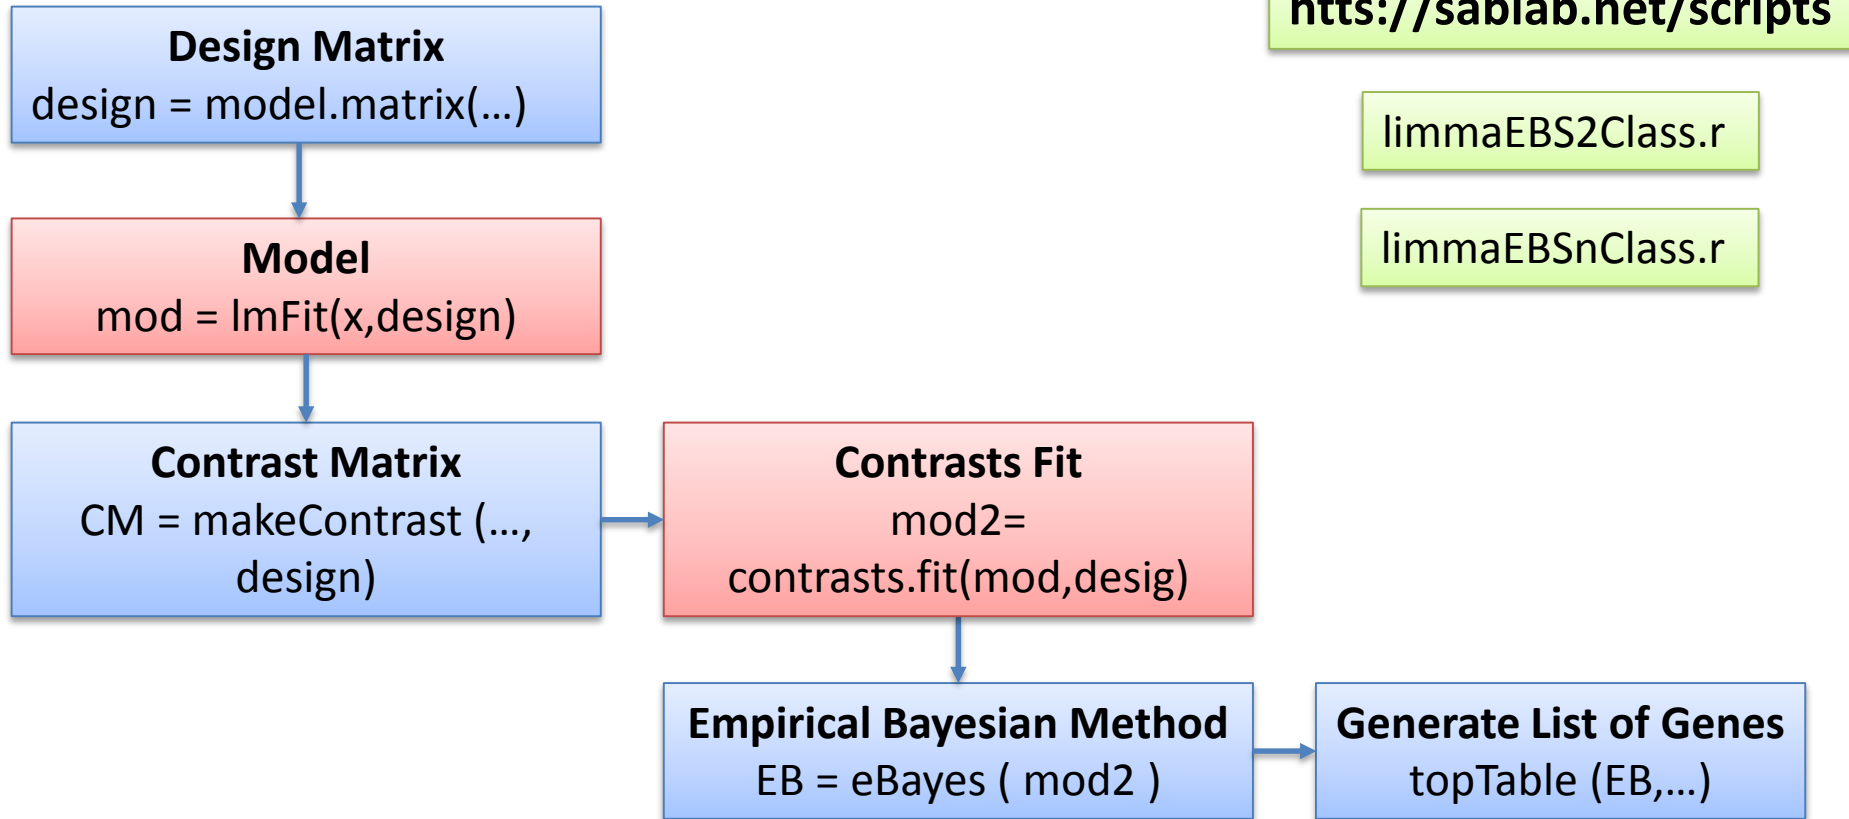 Design Matrix
design = model.matrix(…)
Model
mod = lmFit(x,design)
Contrast Matrix
CM = makeContrast (…,
design)
Contrasts Fit
mod2=
contrasts.fit(mod,desig)
Empirical Bayesian Method
EB = eBayes ( mod2 )
Generate List of Genes
topTable (EB,…)
htts://sablab.net/scripts
limmaEBS2Class.r
limmaEBSnClass.r